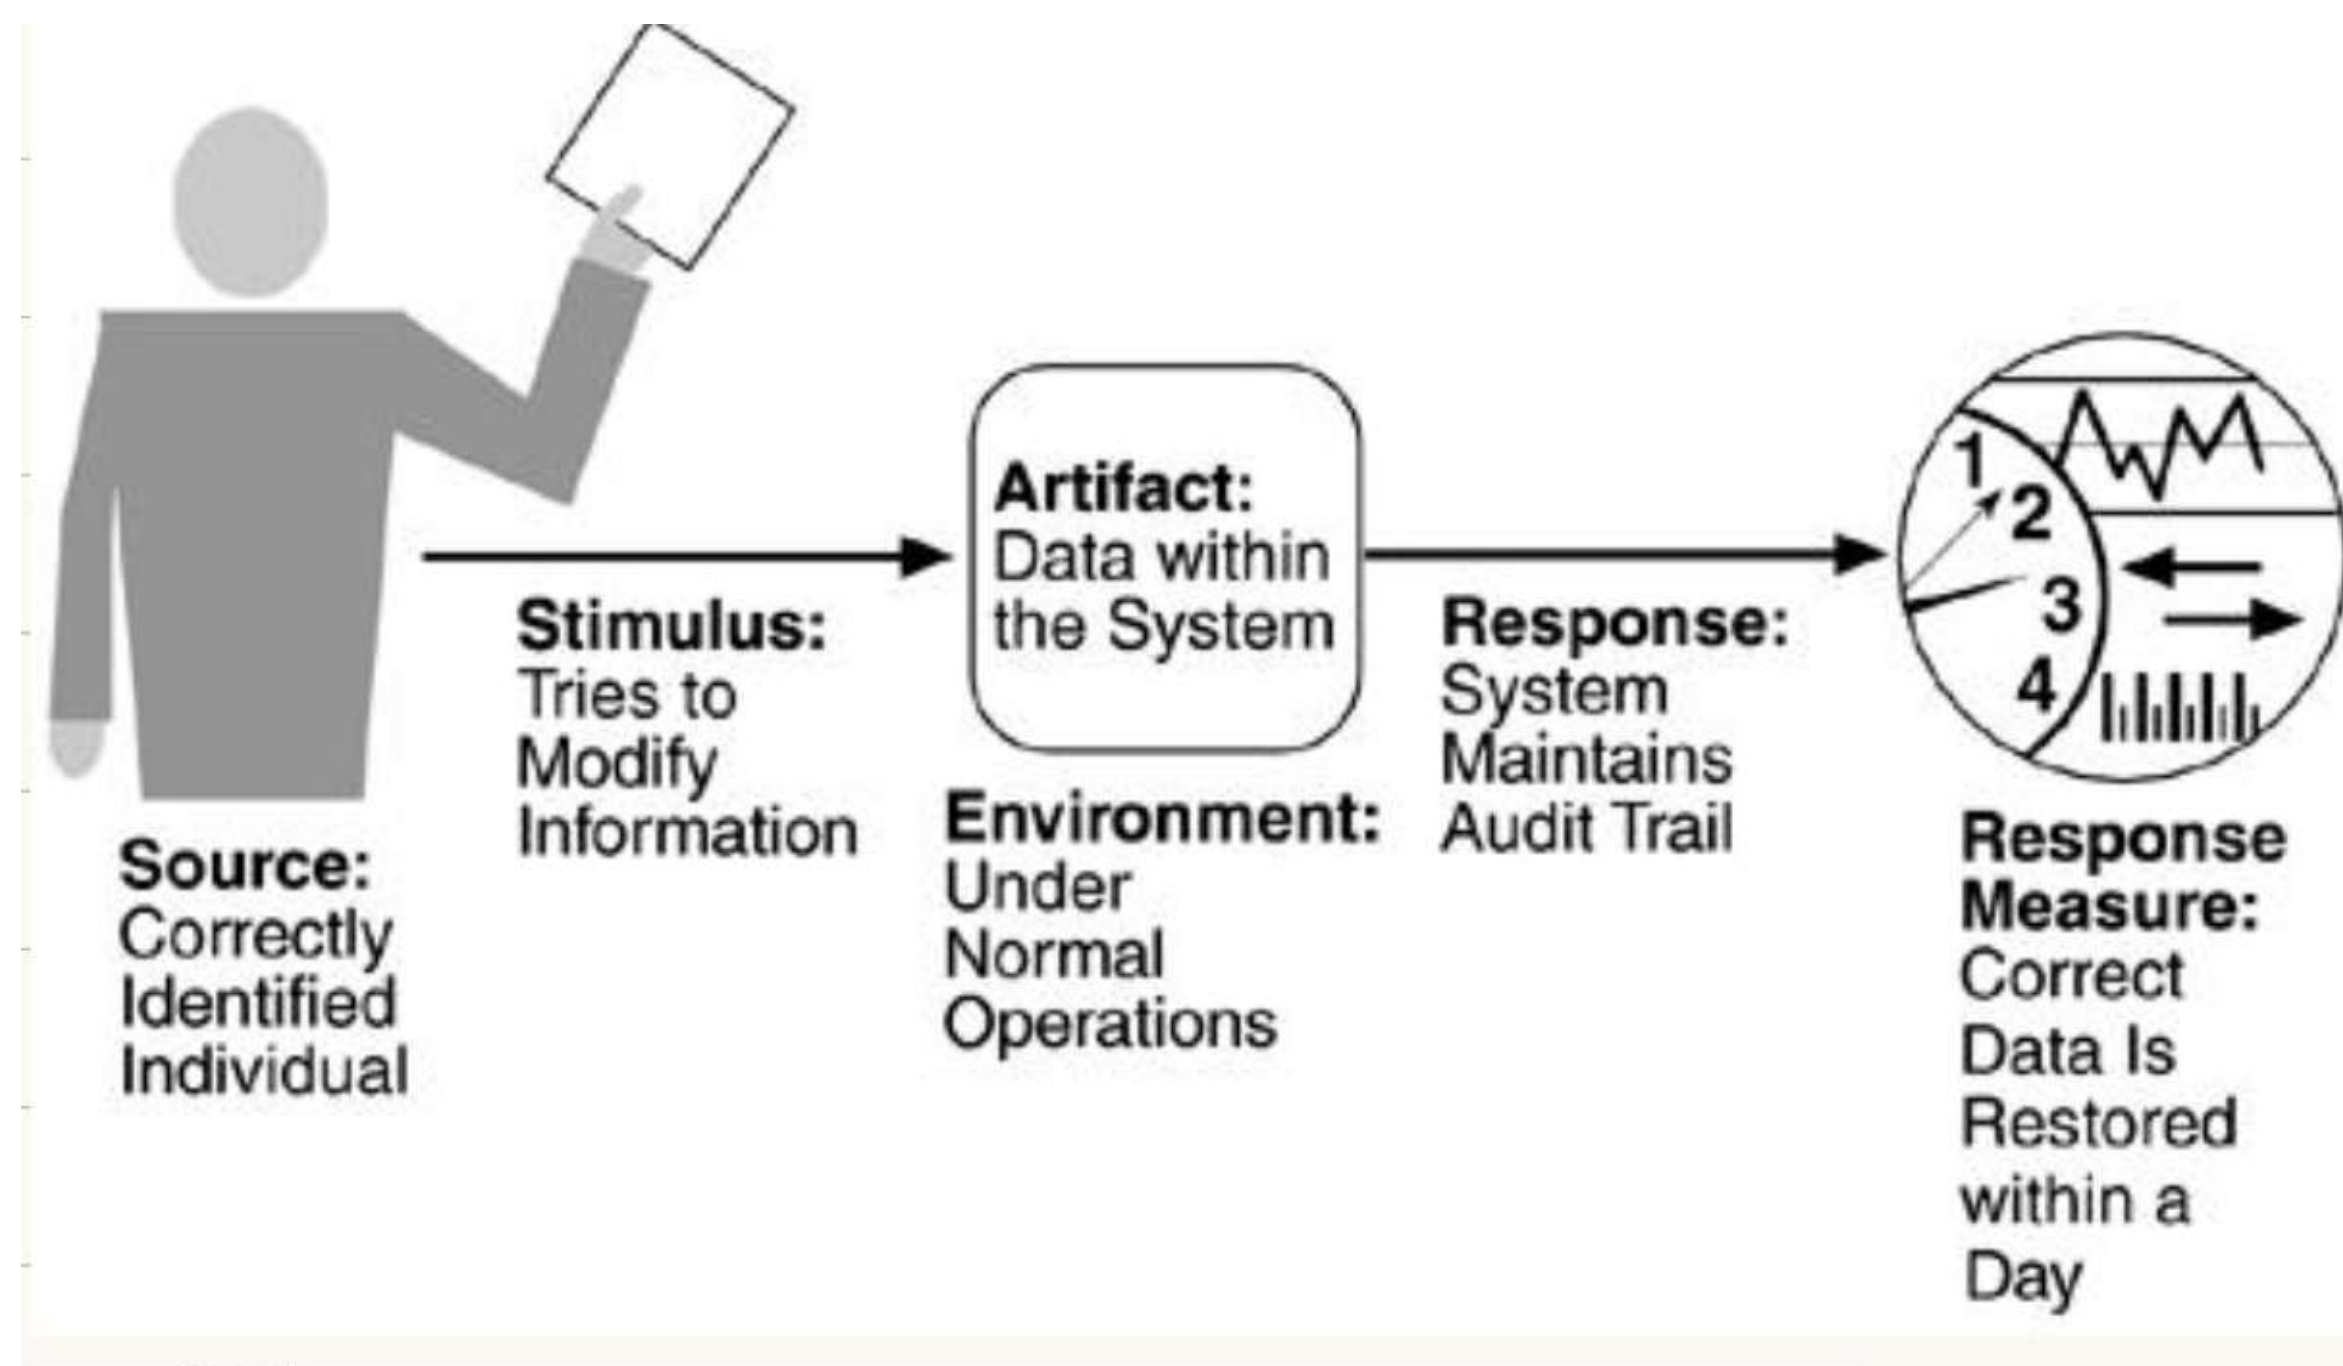 Source:
Correctly
Identified
Individual
Stimulus:
Tries to
Modify
Information
Artifact:
Data within
the System
Environment:
Under
Normal
Operations
Response:
System
Maintains
Audit Trail
1
2
3
4
Response
Measure:
Correct
Data Is
Restored
within a
Day